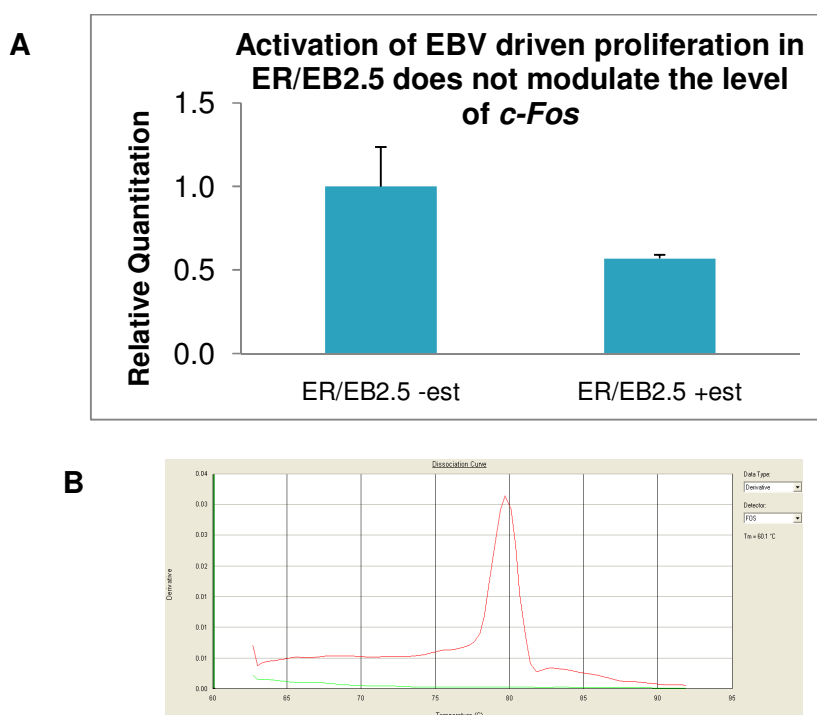 A
Activation of EBV driven proliferation in
ER/EB2.5 does not modulate the level
of c-Fos
Relative Quantitation
1.5
1.0
0.5
0.0
ER/EB2.5 -est
ER/EB2.5 +est
B
Dissociation Curve
Derivative
0.04
0.03
0.03
0.02
0.02
0.01
0.01
0.00
60
65
70
75
80
85
90
95
Temperature (C)
Data Type:
Derivative
Detector:
FOS
Tm = 60.1 °C